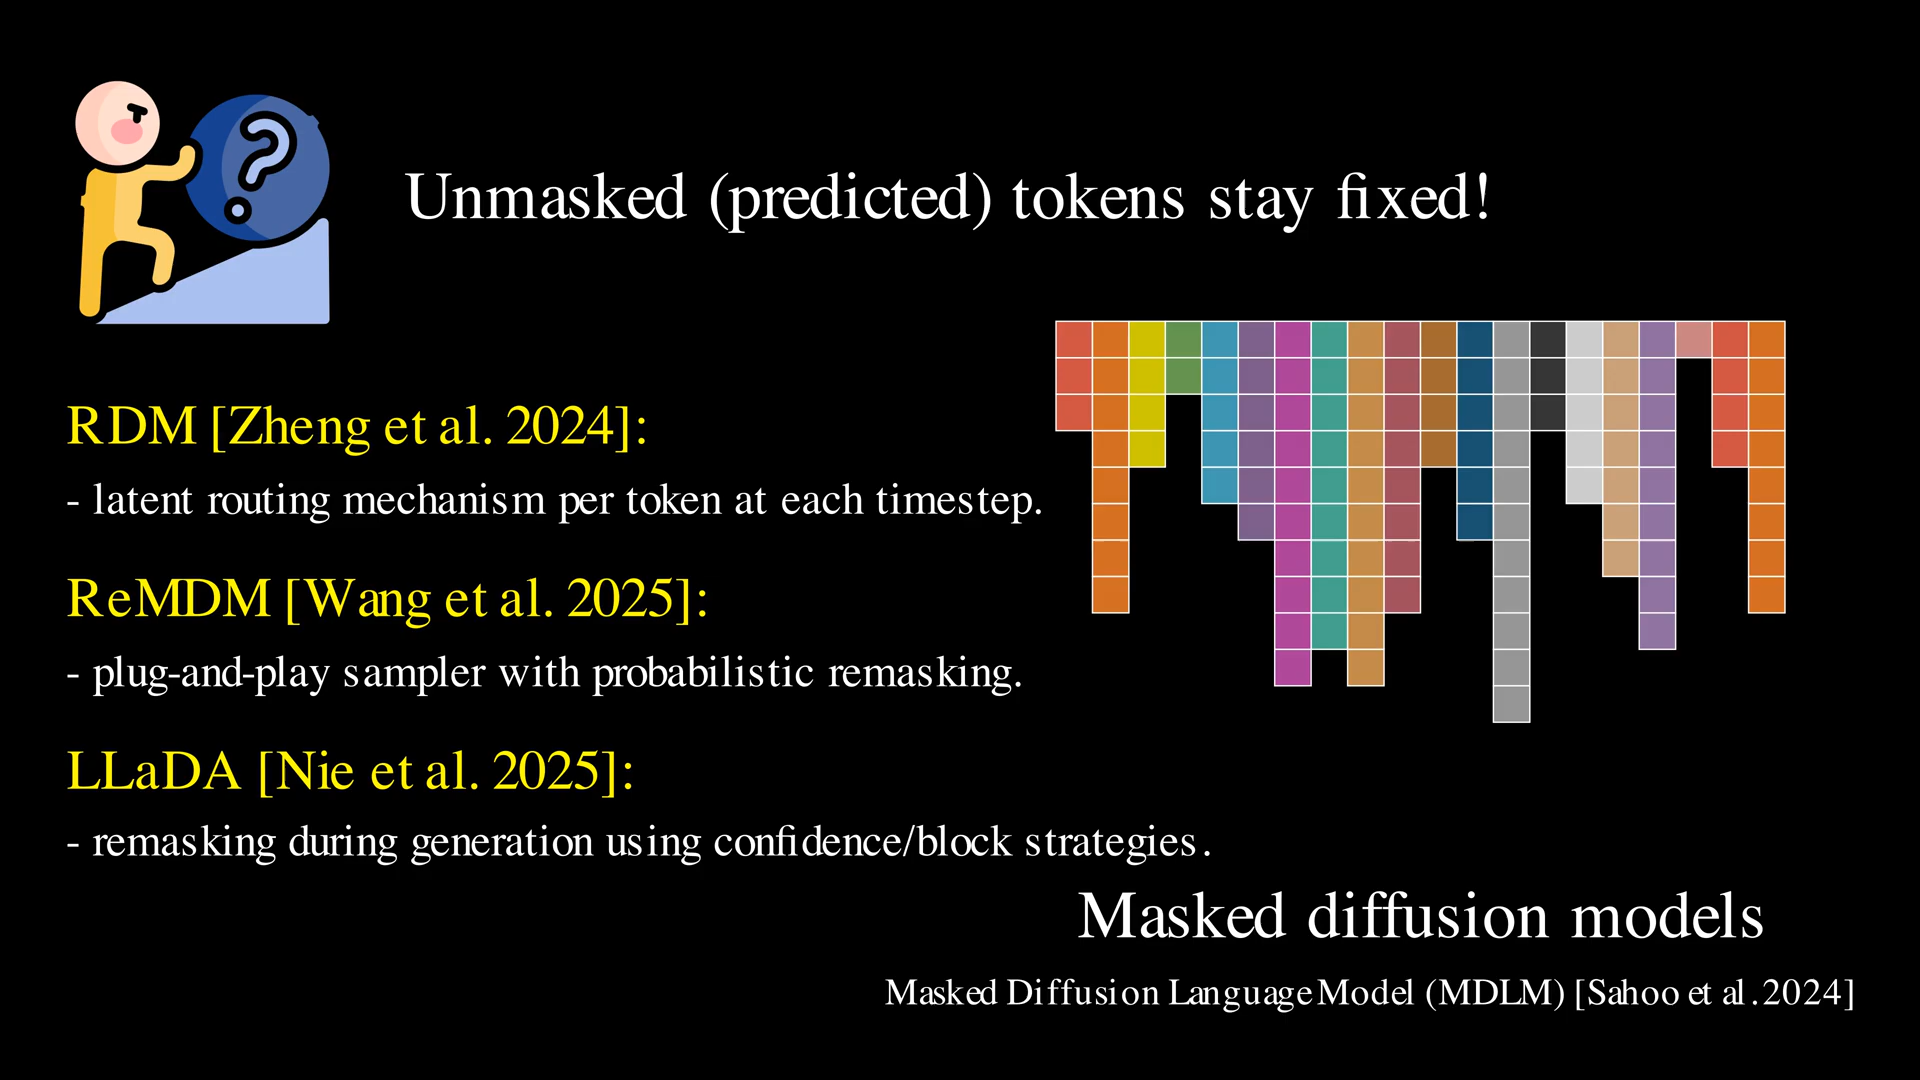 ?
Unmasked (predicted) tokens stay fixed!
RDM [Zheng et al. 2024]:
- latent routing mechanism per token at each timestep.
ReMDM [Wang et al. 2025]:
- plug-and-play sampler with probabilistic remasking.
LLaDA [Nie et al. 2025]:
- remasking during generation using confidence/block strategies.
Masked diffusion models
Masked Diffusion Language Model (MDLM) [Sahoo et al. 2024]